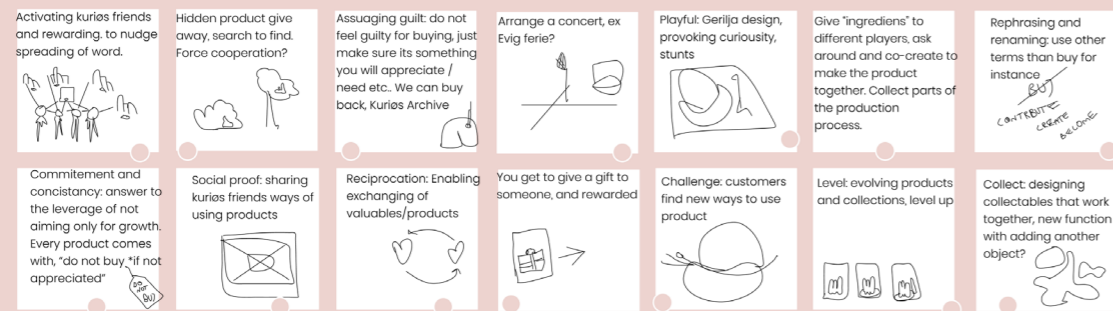 Activating kuriøs friends
and rewarding. to nudge
spreading of word.
Hidden product give
away, search to find.
Force cooperation?
Assuaging guilt: do not
feel guilty for buying, just
make sure its something
you will appreciate /
need etc.. We can buy
back, Kuriøs Archive
Arrange a concert, ex
Evig ferie?
Playful: Gerilja design,
provoking curiousity,
stunts
Give "ingrediens" to
different players, ask
around and co-create to
make the product
together. Collect parts of
the production
process.
Rephrasing and
renaming: use other
terms than buy for
instance
BUY
CONTRIBUTE
CREATE
BECOME
Commitement and
concistancy: answer to
the leverage of not
aiming only for growth.
Every product comes
with, "do not buy *if not
appreciated"
DO
NOT
BUY
Social proof: sharing
kuriøs friends ways of
using products
Reciprocation: Enabling
exchanging of
valuables/products
You get to give a gift to
someone, and rewarded
Challenge: customers
find new ways to use
product
Level: evolving products
and collections, level up
Collect: designing
collectables that work
together, new function
with adding another
object?